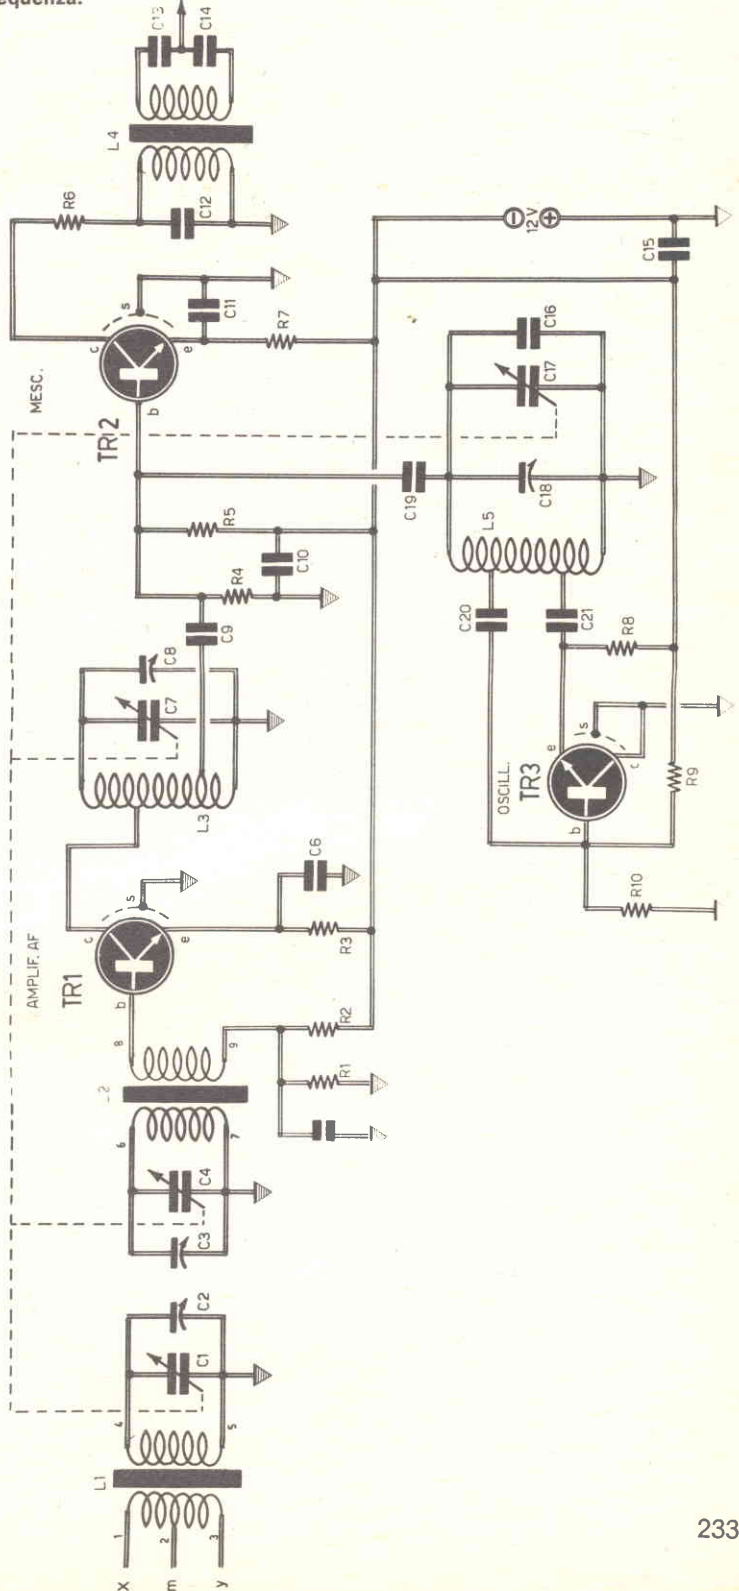 equenza.
C13
C14
L4
R6
C12
C11
R7
c
s
e
b
MESC.
TR2
12V
C15
C16
C17
C18
C19
L5
C20
C21
R8
R9
R10
OSCILL.
TR3
e
s
c
b
R5
R4
C10
C9
C8
C7
L3
AMPLIF. AF
TR1
c
s
e
b
C6
R3
R2
R1
8
9
6
7
C4
C3
C2
C1
4
5
L1
1
2
3
x
m
y
233